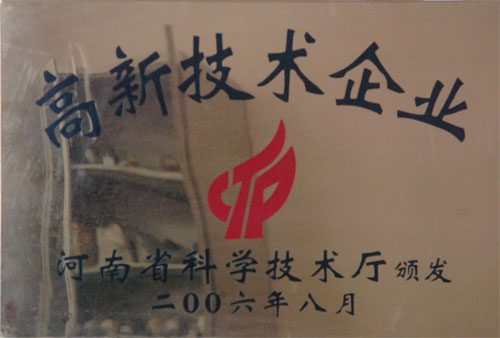 高新技术企业
CTP
河南省科学技术厅 颁发
二00六年八月